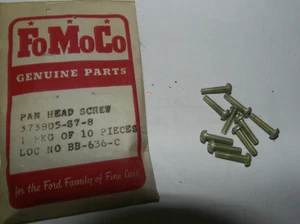 FoMoCo
GENUINE PARTS
PAN HEAD SCREW
373805-S7-8
1 PKG OF 10 PIECES
LOC NO BB-636-C
for the Ford Family of Fine Cars